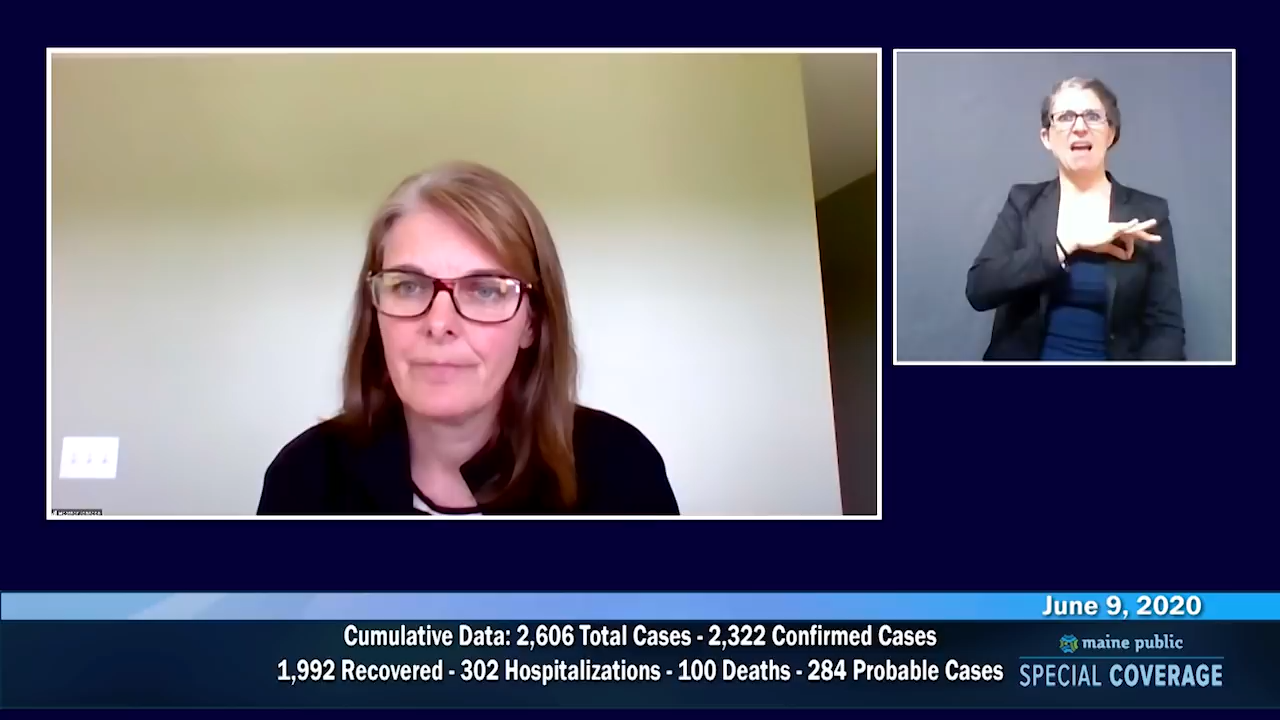 June 9, 2020
Cumulative Data: 2,606 Total Cases - 2,322 Confirmed Cases
1,992 Recovered - 302 Hospitalizations - 100 Deaths - 284 Probable Cases
maine public
SPECIAL COVERAGE